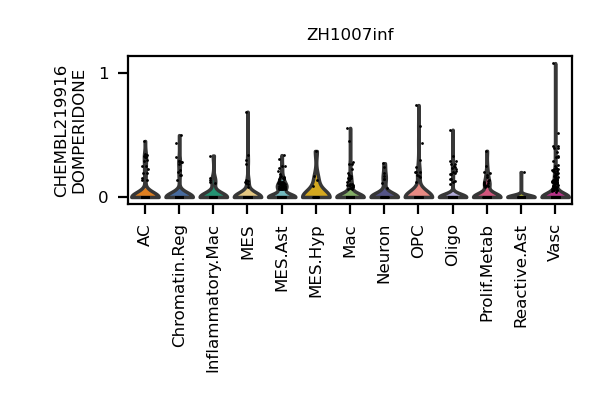 ZH1007inf
CHEMBL219916
DOMPERIDONE
1
0
AC
Chromatin.Reg
Inflammatory.Mac
MES
MES.Ast
MES.Hyp
Mac
Neuron
OPC
Oligo
Prolif.Metab
Reactive.Ast
Vasc